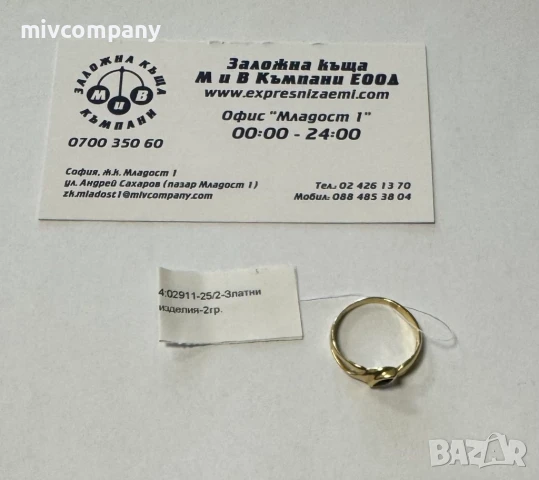 mivcompany
ЗАЛОЖНА КЪЩА
М и В
КЪМПАНИ
0700 350 60
Заложна къща
М и В Къмпани ЕООД
www.expresnizaemi.com
Офис "Младост 1"
00:00 - 24:00
София, ж.к. Младост 1
ул. Андрей Сахаров (пазар Младост 1)
zk.mladost1@mivcompany.com
Тел.: 02 426 13 70
Мобил: 088 485 38 04
4:02911-25/2-Златни
изделия-2гр.
BAZAR